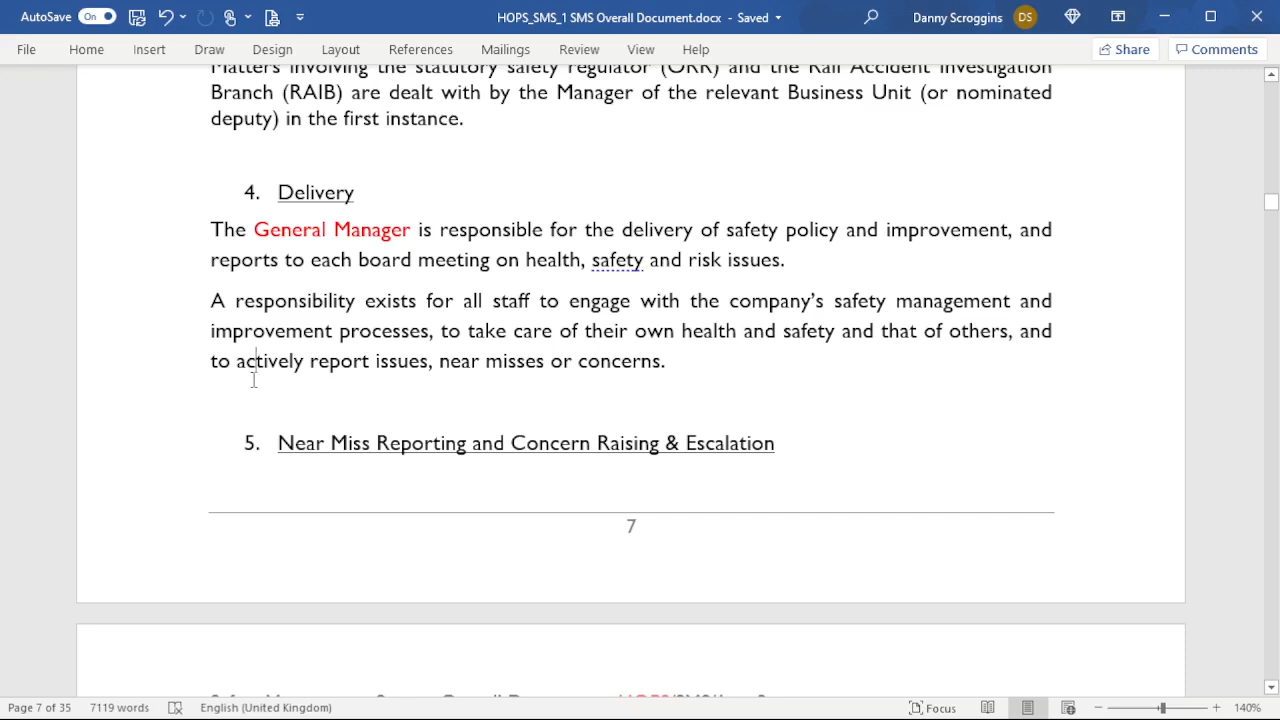 AutoSave On HOPS_SMS_1 SMS Overall Document.docx - Saved Danny Scroggins DS
File Home Insert Draw Design Layout References Mailings Review View Help Share Comments
Matters involving the statutory safety regulator (ORR) and the Rail Accident Investigation
Branch (RAIB) are dealt with by the Manager of the relevant Business Unit (or nominated
deputy) in the first instance.
4. Delivery
The General Manager is responsible for the delivery of safety policy and improvement, and
reports to each board meeting on health, safety and risk issues.
A responsibility exists for all staff to engage with the company's safety management and
improvement processes, to take care of their own health and safety and that of others, and
to actively report issues, near misses or concerns.
5. Near Miss Reporting and Concern Raising & Escalation
7
Page 7 of 35 7119 words English (United Kingdom) Focus 140%